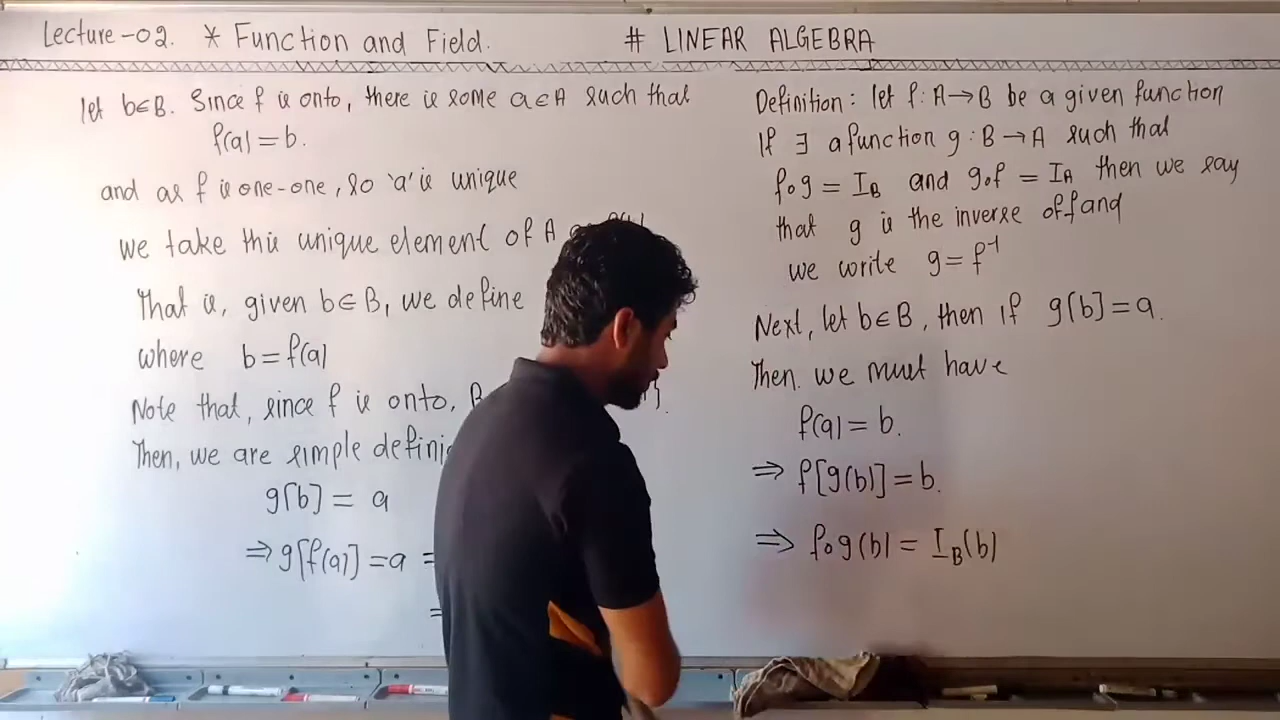 Lecture-02. * Function and Field.
# LINEAR ALGEBRA
let b∈B. Since f is onto, there is some a∈A such that
f(a) = b.
and as f is one-one, so 'a' is unique
we take this unique element of A
That is, given b∈B, we define
where b = f(a)
Note that, since f is onto,
Then, we are simple
g[b] = a
⇒ g[f(a)] = a =
=
Definition: let f: A→B be a given function
If ∃ a function g: B→A such that
fog = I_B and gof = I_A then we say
that g is the inverse of f and
we write g = f⁻¹
Next, let b∈B, then if g[b] = a.
Then. we must have
f(a) = b.
⇒ f[g(b)] = b.
⇒ fog(b) = I_B(b)